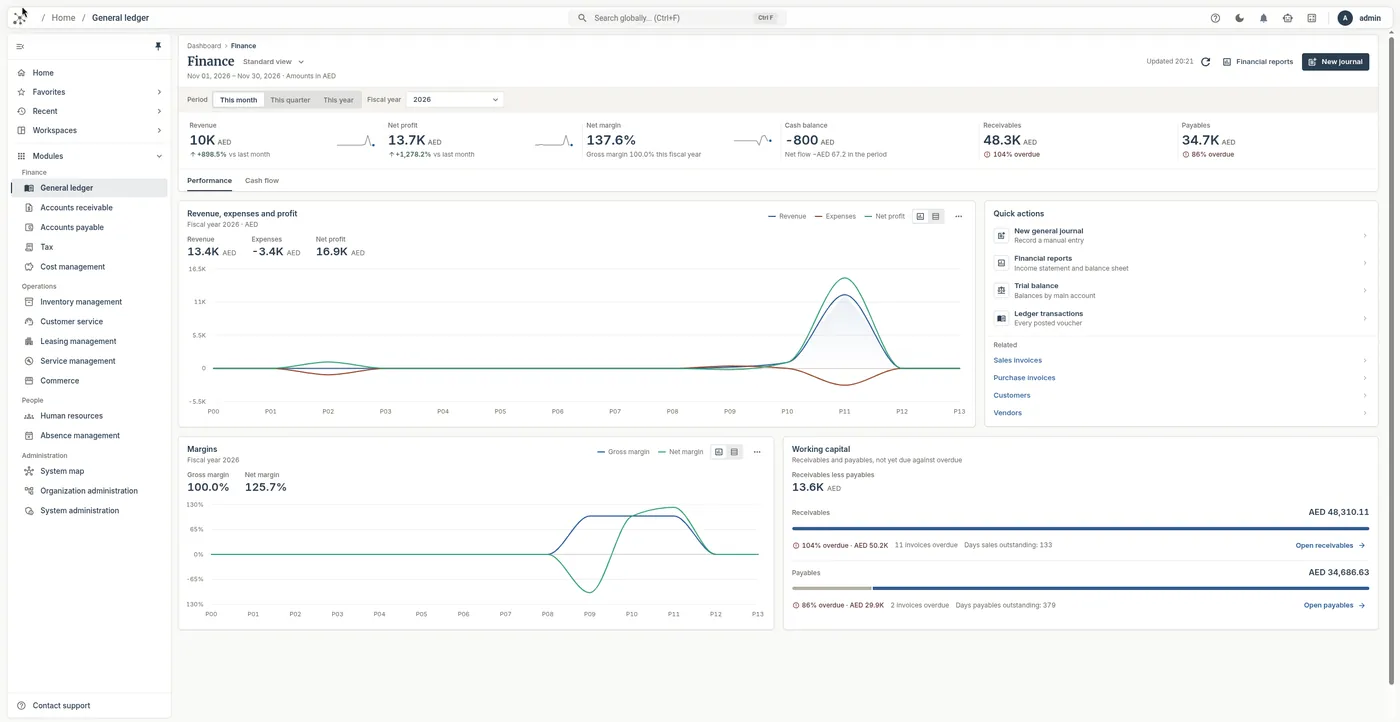 / Home / General ledger
Search globally... (Ctrl+F)
Ctrl F
A
admin
Home
Favorites
Recent
Workspaces
Modules
Finance
General ledger
Accounts receivable
Accounts payable
Tax
Cost management
Operations
Inventory management
Customer service
Leasing management
Service management
Commerce
People
Human resources
Absence management
Administration
System map
Organization administration
System administration
Contact support
Dashboard › Finance
Finance
Standard view
Nov 01, 2026 – Nov 30, 2026 · Amounts in AED
Updated 20:21
Financial reports
New journal
Period
This month
This quarter
This year
Fiscal year
2026
Revenue
10K AED
↑ +898.5% vs last month
Net profit
13.7K AED
↑ +1,278.2% vs last month
Net margin
137.6%
Gross margin 100.0% this fiscal year
Cash balance
-800 AED
Net flow −AED 67.2 in the period
Receivables
48.3K AED
104% overdue
Payables
34.7K AED
86% overdue
Performance
Cash flow
Revenue, expenses and profit
Fiscal year 2026 · AED
Revenue
Expenses
Net profit
Revenue
13.4K AED
Expenses
-3.4K AED
Net profit
16.9K AED
16.5K
11K
5.5K
0
-5.5K
P00 P01 P02 P03 P04 P05 P06 P07 P08 P09 P10 P11 P12 P13
Quick actions
New general journal
Record a manual entry
Financial reports
Income statement and balance sheet
Trial balance
Balances by main account
Ledger transactions
Every posted voucher
Related
Sales invoices
Purchase invoices
Customers
Vendors
Margins
Fiscal year 2026
Gross margin
Net margin
Gross margin
100.0%
Net margin
125.7%
130%
65%
0%
-65%
130%
P00 P01 P02 P03 P04 P05 P06 P07 P08 P09 P10 P11 P12 P13
Working capital
Receivables and payables, not yet due against overdue
Receivables less payables
13.6K AED
Receivables
AED 48,310.11
104% overdue · AED 50.2K
11 invoices overdue
Days sales outstanding: 133
Open receivables →
Payables
AED 34,686.63
86% overdue · AED 29.9K
2 invoices overdue
Days payables outstanding: 379
Open payables →